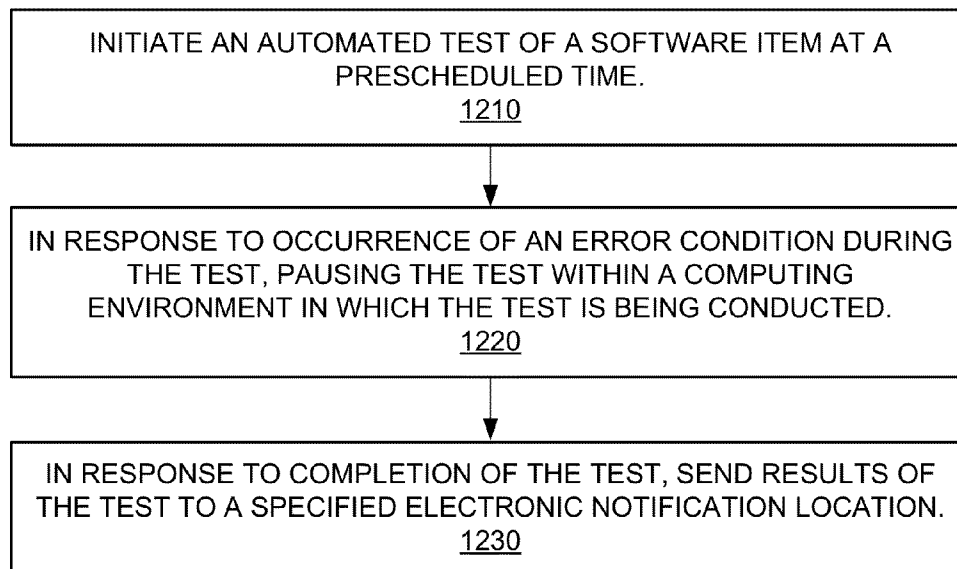 INITIATE AN AUTOMATED TEST OF A SOFTWARE ITEM AT A
PRESCHEDULED TIME.
1210
IN RESPONSE TO OCCURRENCE OF AN ERROR CONDITION DURING
THE TEST, PAUSING THE TEST WITHIN A COMPUTING
ENVIRONMENT IN WHICH THE TEST IS BEING CONDUCTED.
1220
IN RESPONSE TO COMPLETION OF THE TEST, SEND RESULTS OF
THE TEST TO A SPECIFIED ELECTRONIC NOTIFICATION LOCATION.
1230